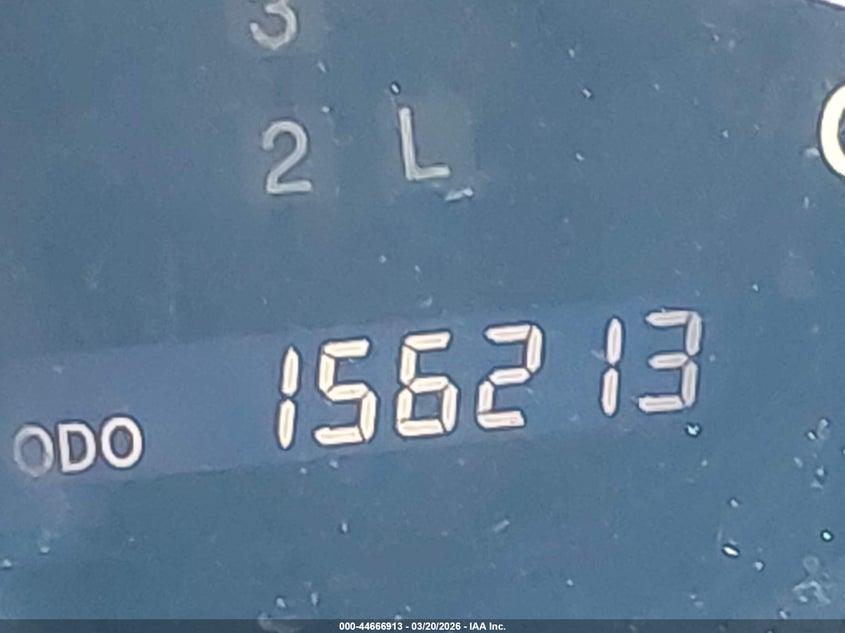 3
2 L
ODO 156213
000-44666913 - 03/20/2026 - IAA Inc.